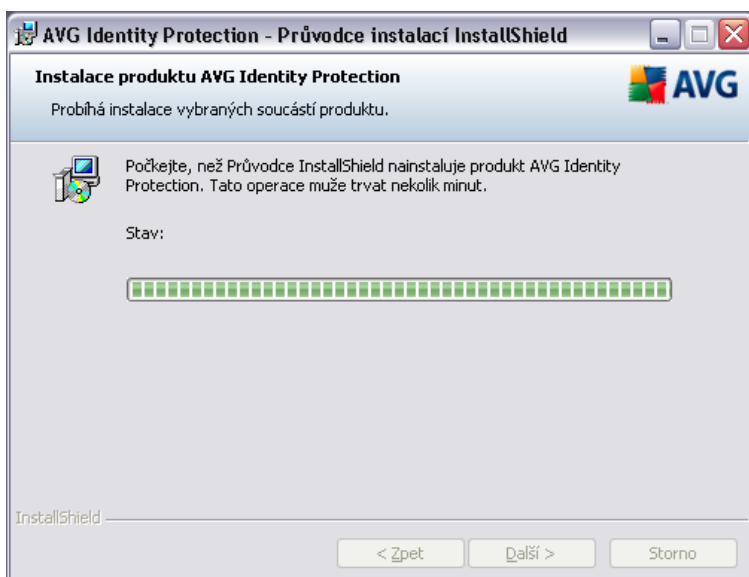 AVG Identity Protection - Průvodce instalací InstallShield
Instalace produktu AVG Identity Protection
AVG
Probíhá instalace vybraných soucástí produktu.
Počkejte, než Průvodce InstallShield nainstaluje produkt AVG Identity
Protection. Tato operace muže trvat nekolik minut.
Stav:
InstallShield
< Zpet
Další >
Storno